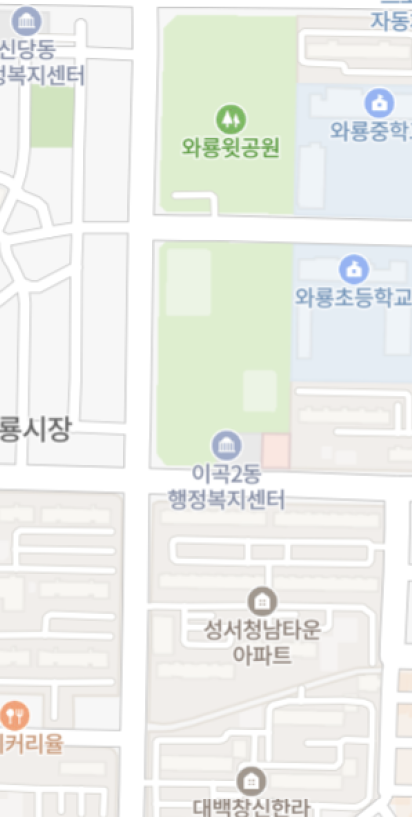 자동
신당동
정복지센터
와룡중학
와룡윗공원
와룡초등학교
룡시장
이곡2동
행정복지센터
성서청남타운
아파트
커리율
대백창신한라